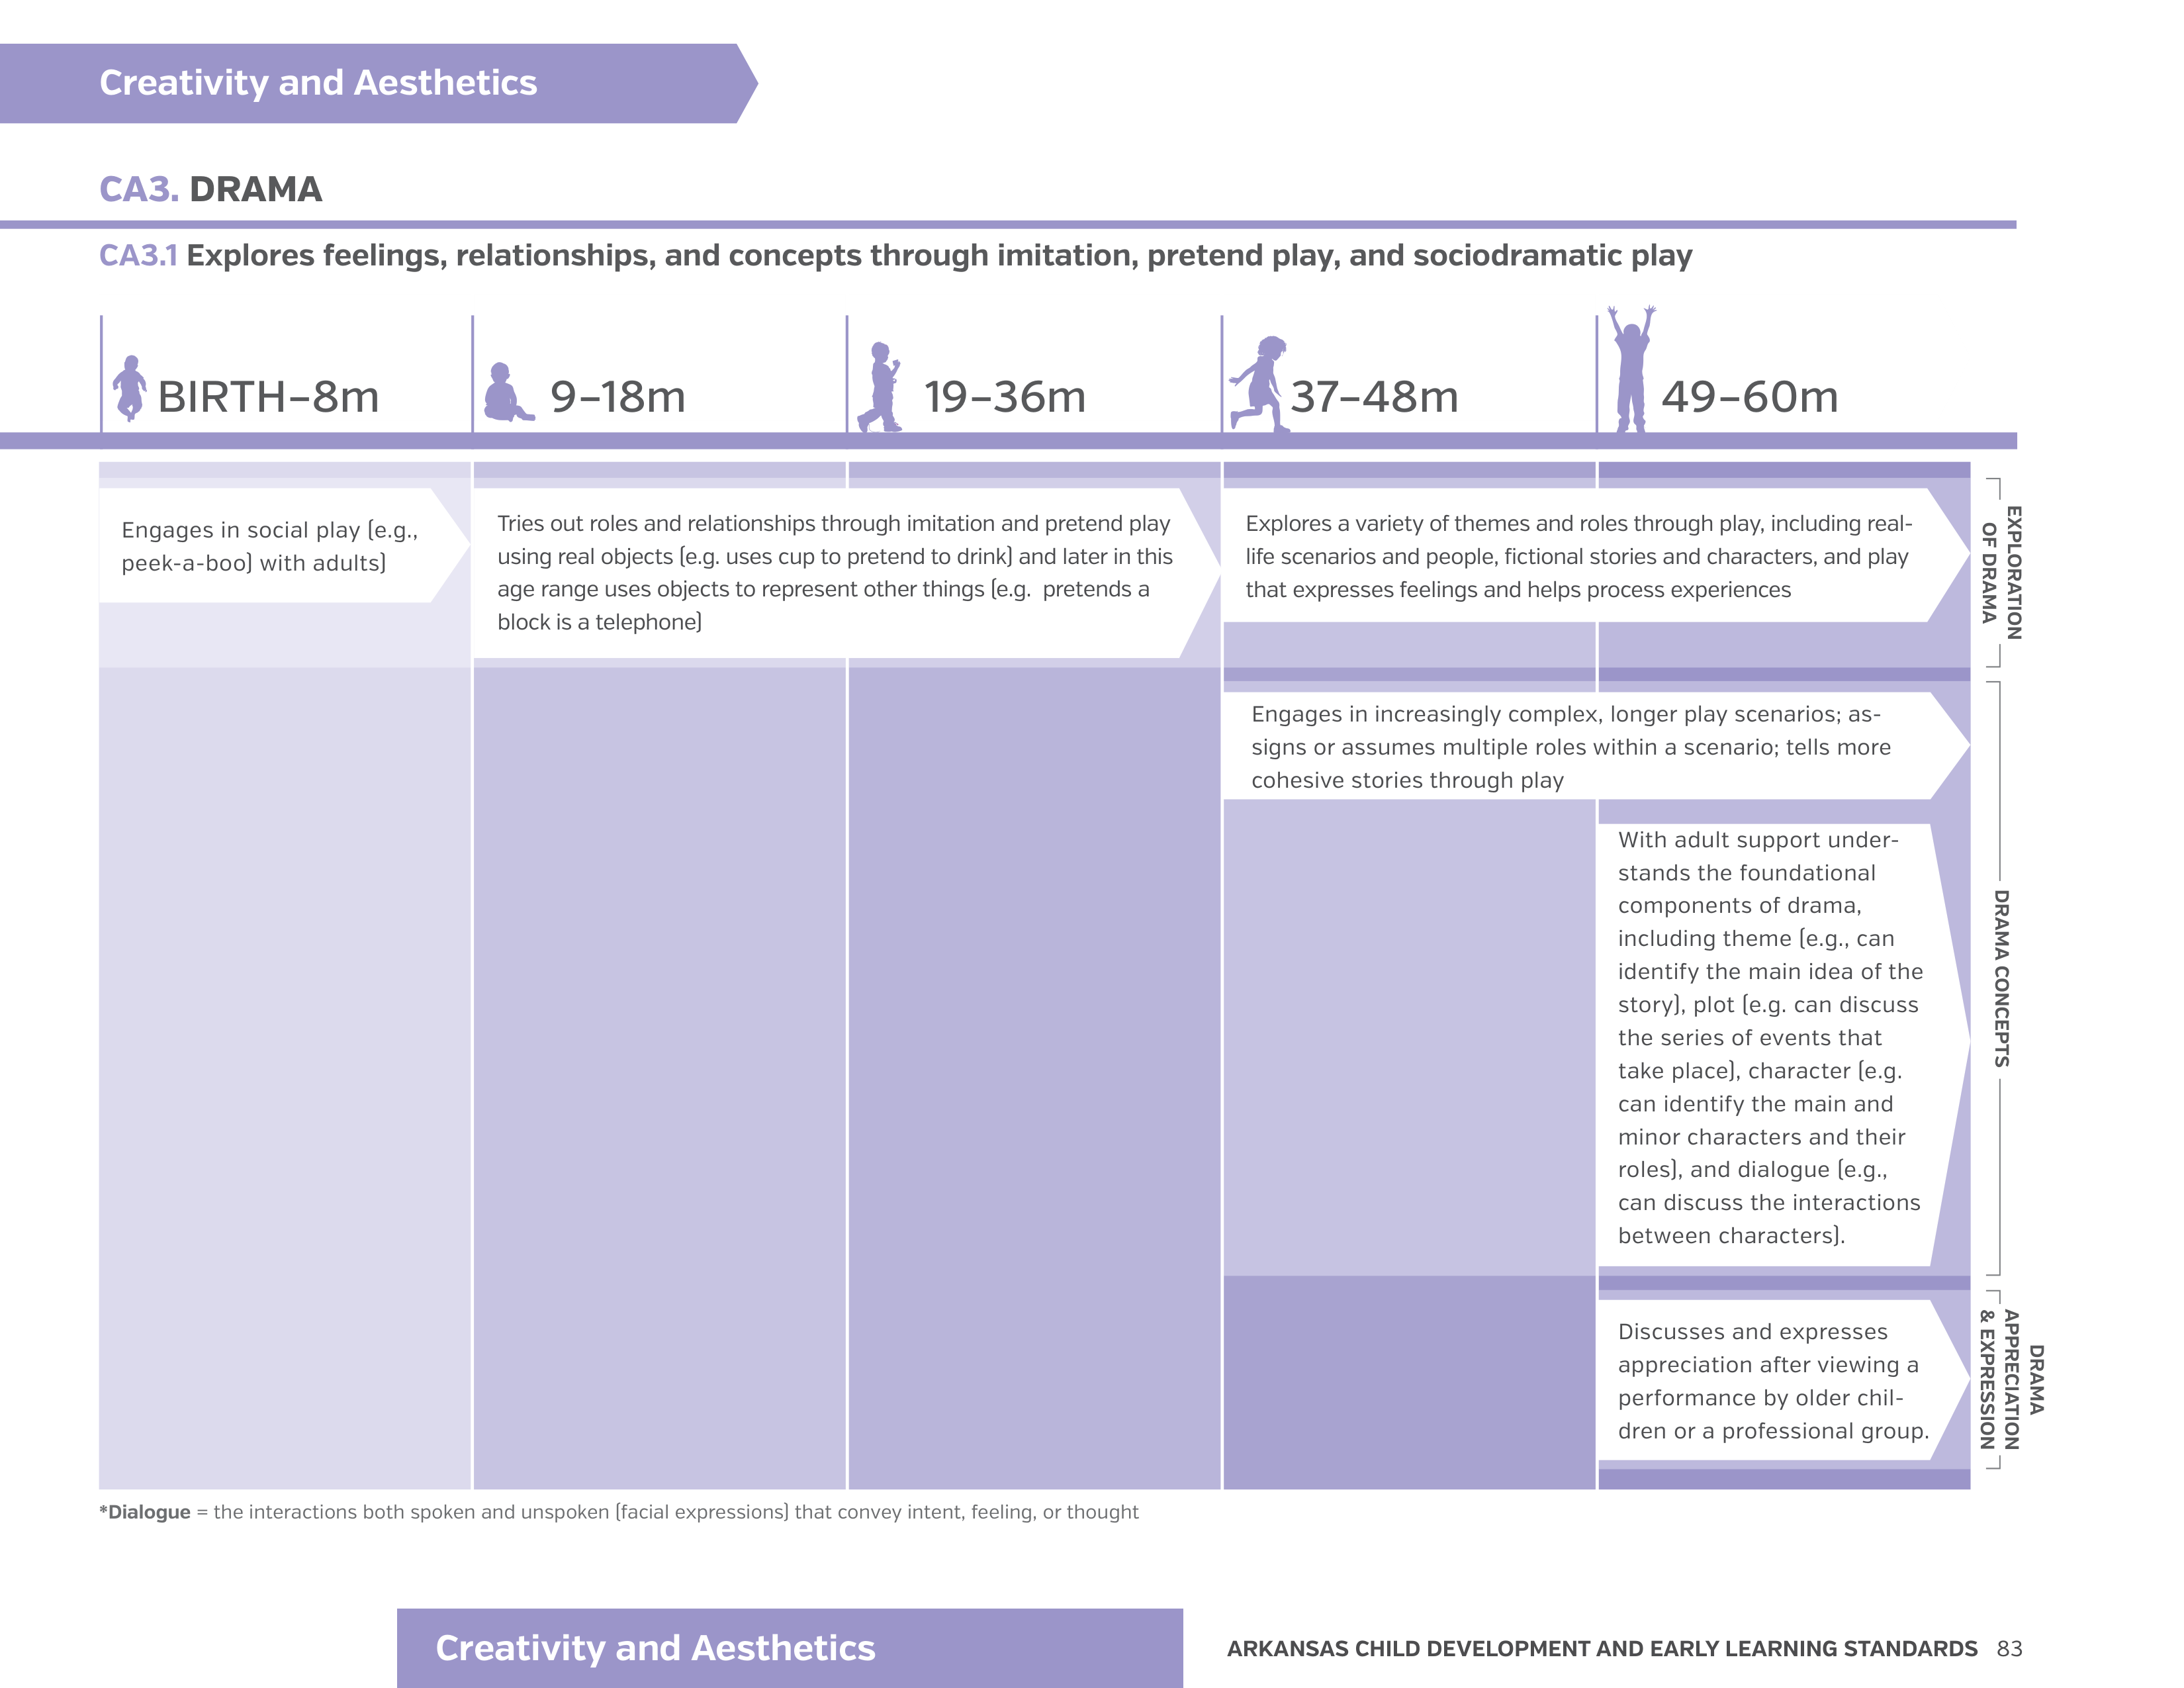 Creativity and Aesthetics
CA3. DRAMA
CA3.1 Explores feelings, relationships, and concepts through imitation, pretend play, and sociodramatic play
BIRTH–8m
9–18m
19–36m
37–48m
49–60m
Engages in social play (e.g.,
peek-a-boo) with adults)
Tries out roles and relationships through imitation and pretend play
using real objects (e.g. uses cup to pretend to drink) and later in this
age range uses objects to represent other things (e.g.  pretends a
block is a telephone)
Explores a variety of themes and roles through play, including real-
life scenarios and people, fictional stories and characters, and play
that expresses feelings and helps process experiences
EXPLORATION
OF DRAMA
Engages in increasingly complex, longer play scenarios; as-
signs or assumes multiple roles within a scenario; tells more
cohesive stories through play
With adult support under-
stands the foundational
components of drama,
including theme (e.g., can
identify the main idea of the
story), plot (e.g. can discuss
the series of events that
take place), character (e.g.
can identify the main and
minor characters and their
roles), and dialogue (e.g.,
can discuss the interactions
between characters).
DRAMA CONCEPTS
Discusses and expresses
appreciation after viewing a
performance by older chil-
dren or a professional group.
DRAMA
APPRECIATION
& EXPRESSION
*Dialogue = the interactions both spoken and unspoken (facial expressions) that convey intent, feeling, or thought
Creativity and Aesthetics
ARKANSAS CHILD DEVELOPMENT AND EARLY LEARNING STANDARDS 83